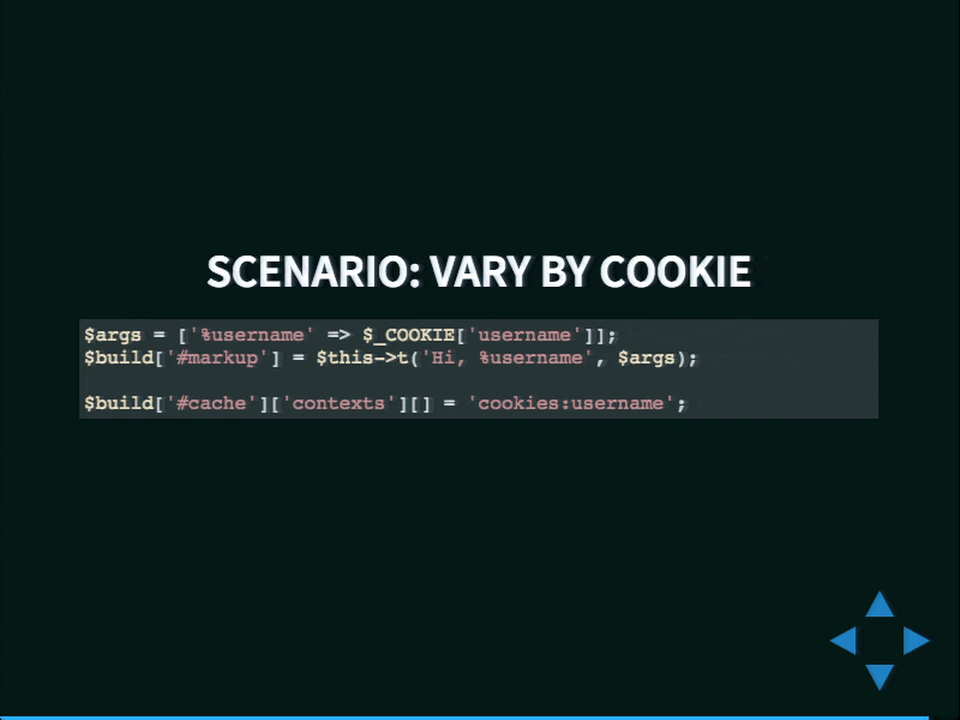 SCENARIO: VARY BY COOKIE
$args = ['%username' => $_COOKIE['username']];
$build['#markup'] = $this->t('Hi, %username', $args);
$build['#cache']['contexts'][] = 'cookies:username';